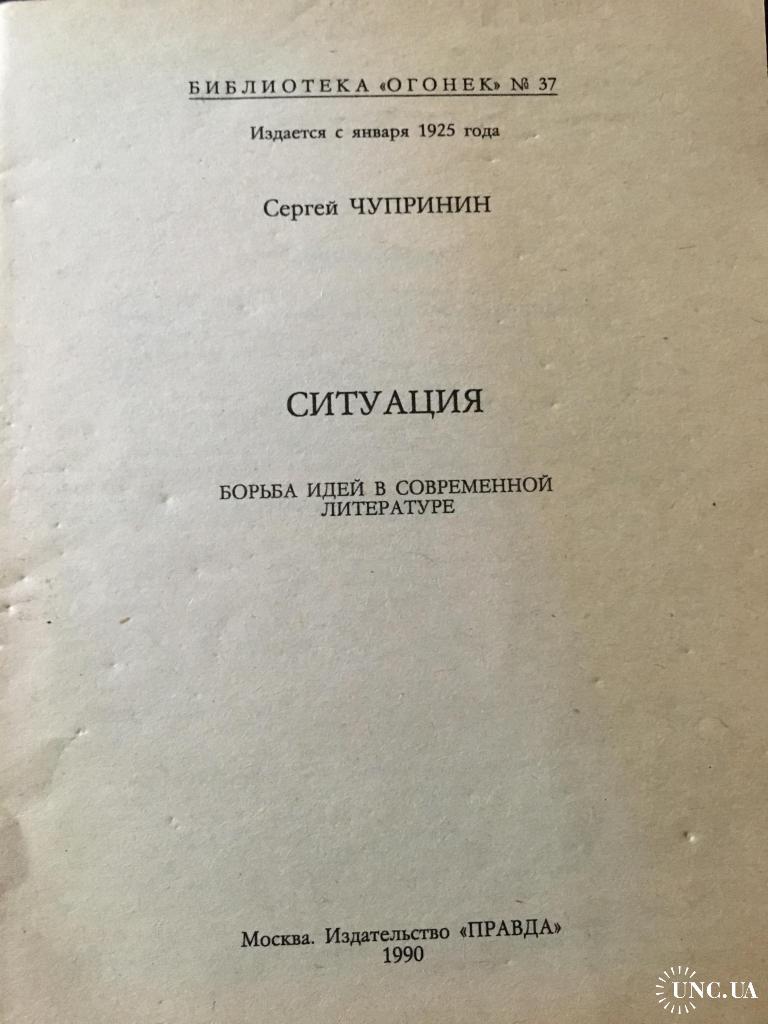 БИБЛИОТЕКА «ОГОНЕК» № 37
Издается с января 1925 года
Сергей ЧУПРИНИН
СИТУАЦИЯ
БОРЬБА ИДЕЙ В СОВРЕМЕННОЙ
ЛИТЕРАТУРЕ
Москва. Издательство «ПРАВДА»
1990
UNC.UA